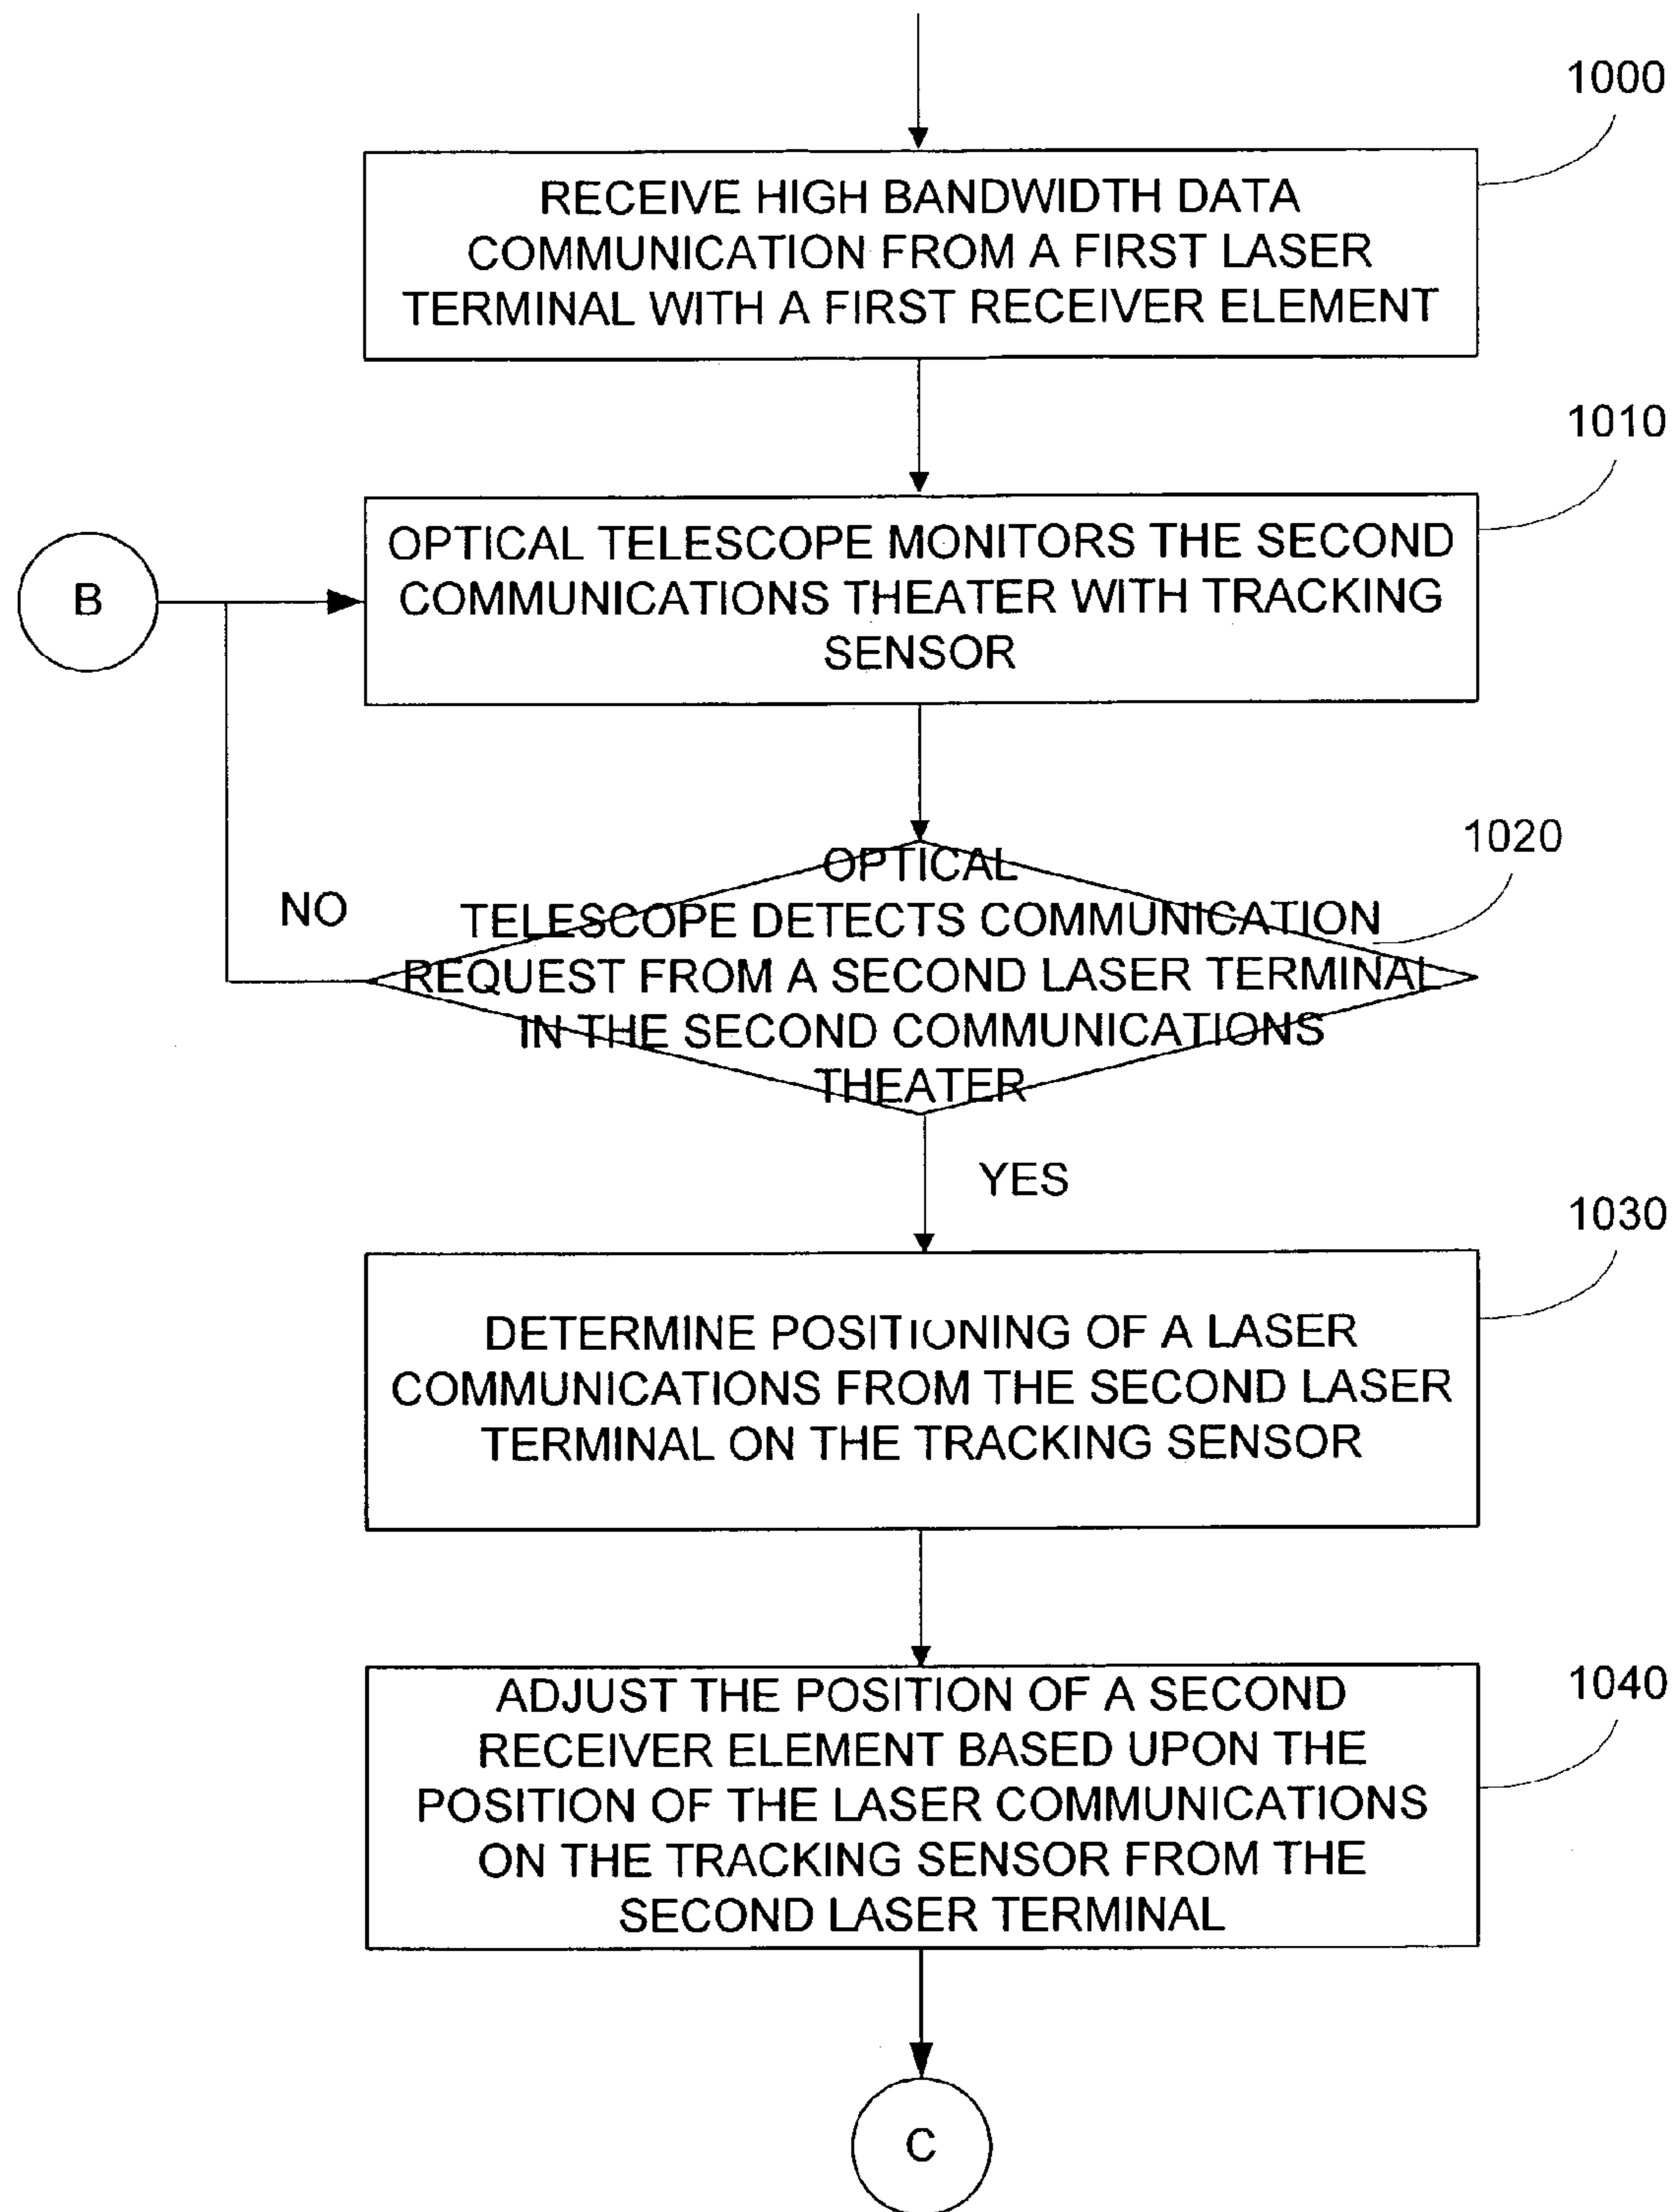 1000
RECEIVE HIGH BANDWIDTH DATA
COMMUNICATION FROM A FIRST LASER
TERMINAL WITH A FIRST RECEIVER ELEMENT
1010
OPTICAL TELESCOPE MONITORS THE SECOND
COMMUNICATIONS THEATER WITH TRACKING
SENSOR
B
1020
OPTICAL
TELESCOPE DETECTS COMMUNICATION
REQUEST FROM A SECOND LASER TERMINAL
IN THE SECOND COMMUNICATIONS
THEATER
NO
YES
1030
DETERMINE POSITIONING OF A LASER
COMMUNICATIONS FROM THE SECOND LASER
TERMINAL ON THE TRACKING SENSOR
1040
ADJUST THE POSITION OF A SECOND
RECEIVER ELEMENT BASED UPON THE
POSITION OF THE LASER COMMUNICATIONS
ON THE TRACKING SENSOR FROM THE
SECOND LASER TERMINAL
C